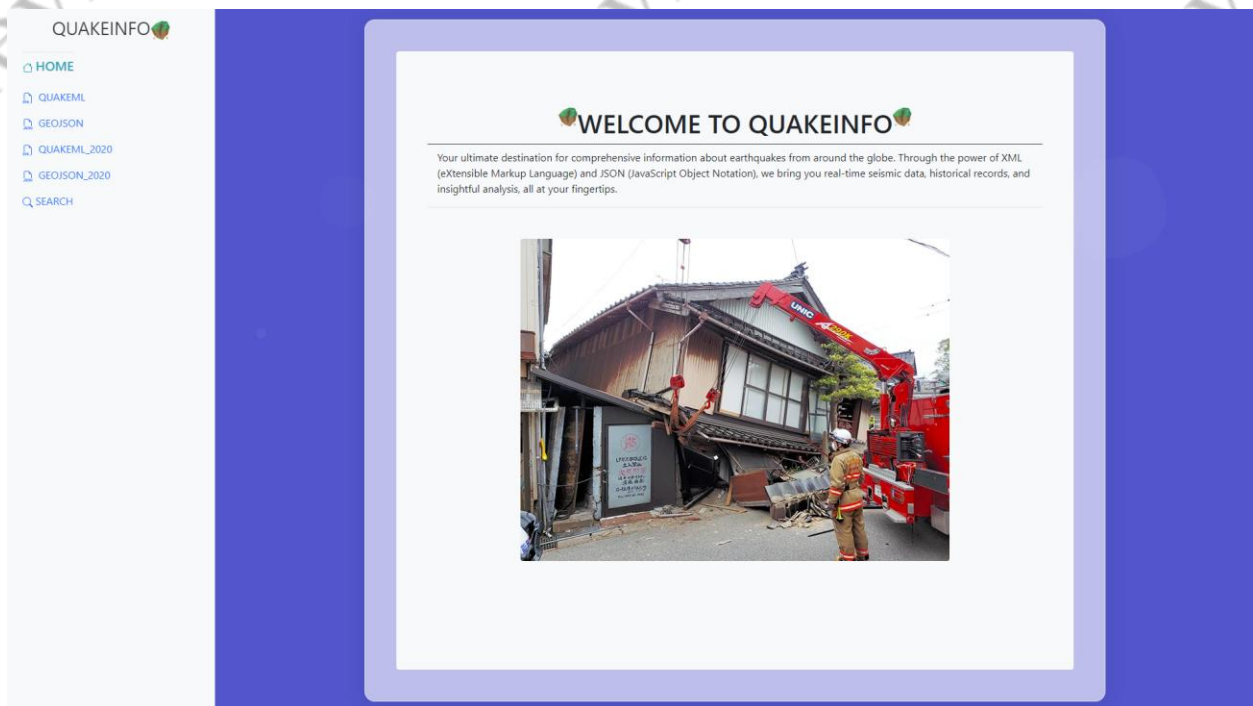 QUAKEINFO
HOME
QUAKEML
GEOJSON
QUAKEML_2020
GEOJSON_2020
SEARCH
WELCOME TO QUAKEINFO
Your ultimate destination for comprehensive information about earthquakes from around the globe. Through the power of XML
(eXtensible Markup Language) and JSON (JavaScript Object Notation), we bring you real-time seismic data, historical records, and
insightful analysis, all at your fingertips.
UNIC